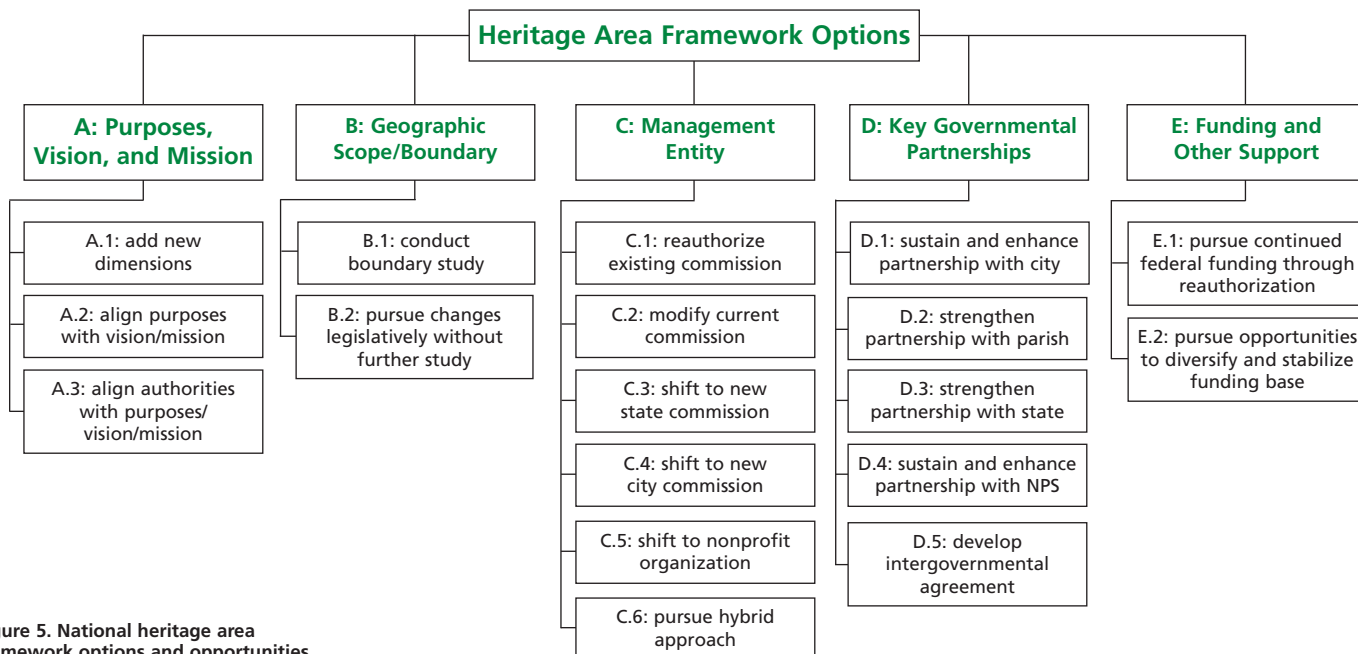 Heritage Area Framework Options
A: Purposes,
Vision, and Mission
A.1: add new
dimensions
A.2: align purposes
with vision/mission
A.3: align authorities
with purposes/
vision/mission
B: Geographic
Scope/Boundary
B.1: conduct
boundary study
B.2: pursue changes
legislatively without
further study
C: Management
Entity
C.1: reauthorize
existing commission
C.2: modify current
commission
C.3: shift to new
state commission
C.4: shift to new
city commission
C.5: shift to nonprofit
organization
C.6: pursue hybrid
approach
D: Key Governmental
Partnerships
D.1: sustain and enhance
partnership with city
D.2: strengthen
partnership with parish
D.3: strengthen
partnership with state
D.4: sustain and enhance
partnership with NPS
D.5: develop
intergovernmental
agreement
E: Funding and
Other Support
E.1: pursue continued
federal funding through
reauthorization
E.2: pursue opportunities
to diversify and stabilize
funding base
gure 5. National heritage area
mework options and opportunities